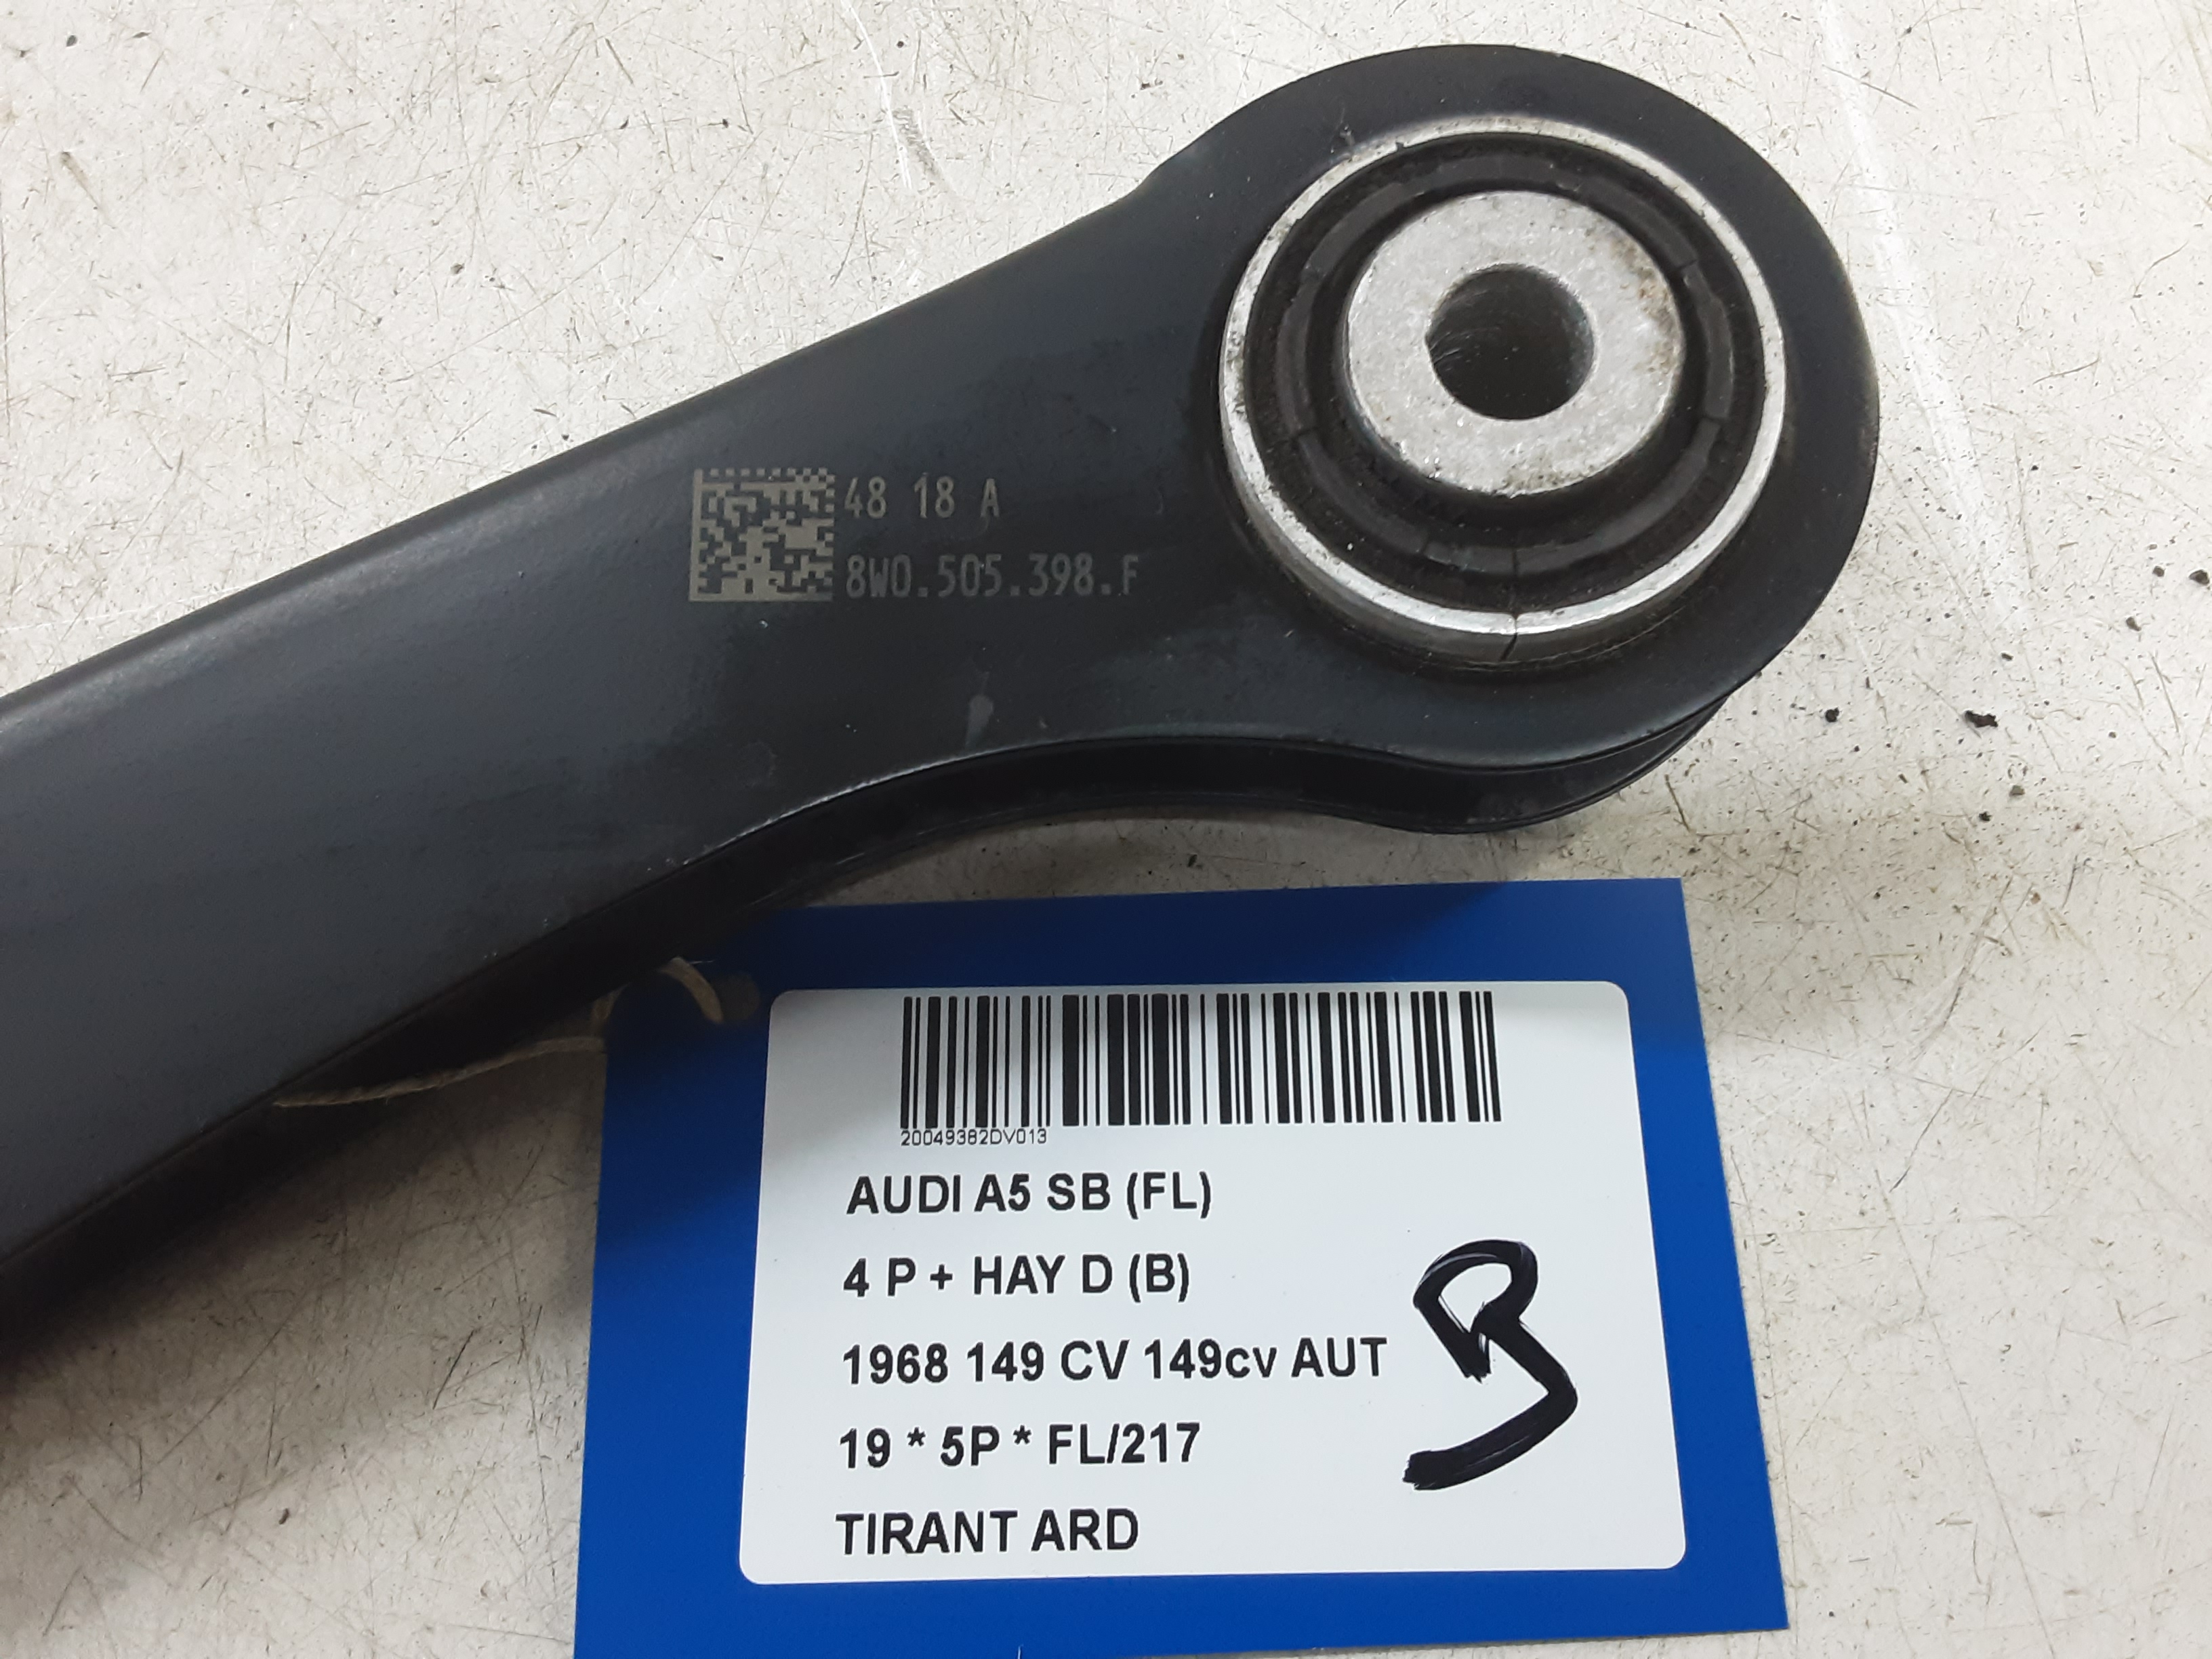 48 18 A
8W0.505.398.F
20049382DV013
AUDI A5 SB (FL)
4 P + HAY D (B)
1968 149 CV 149cv AUT
19 * 5P * FL/217
TIRANT ARD
B